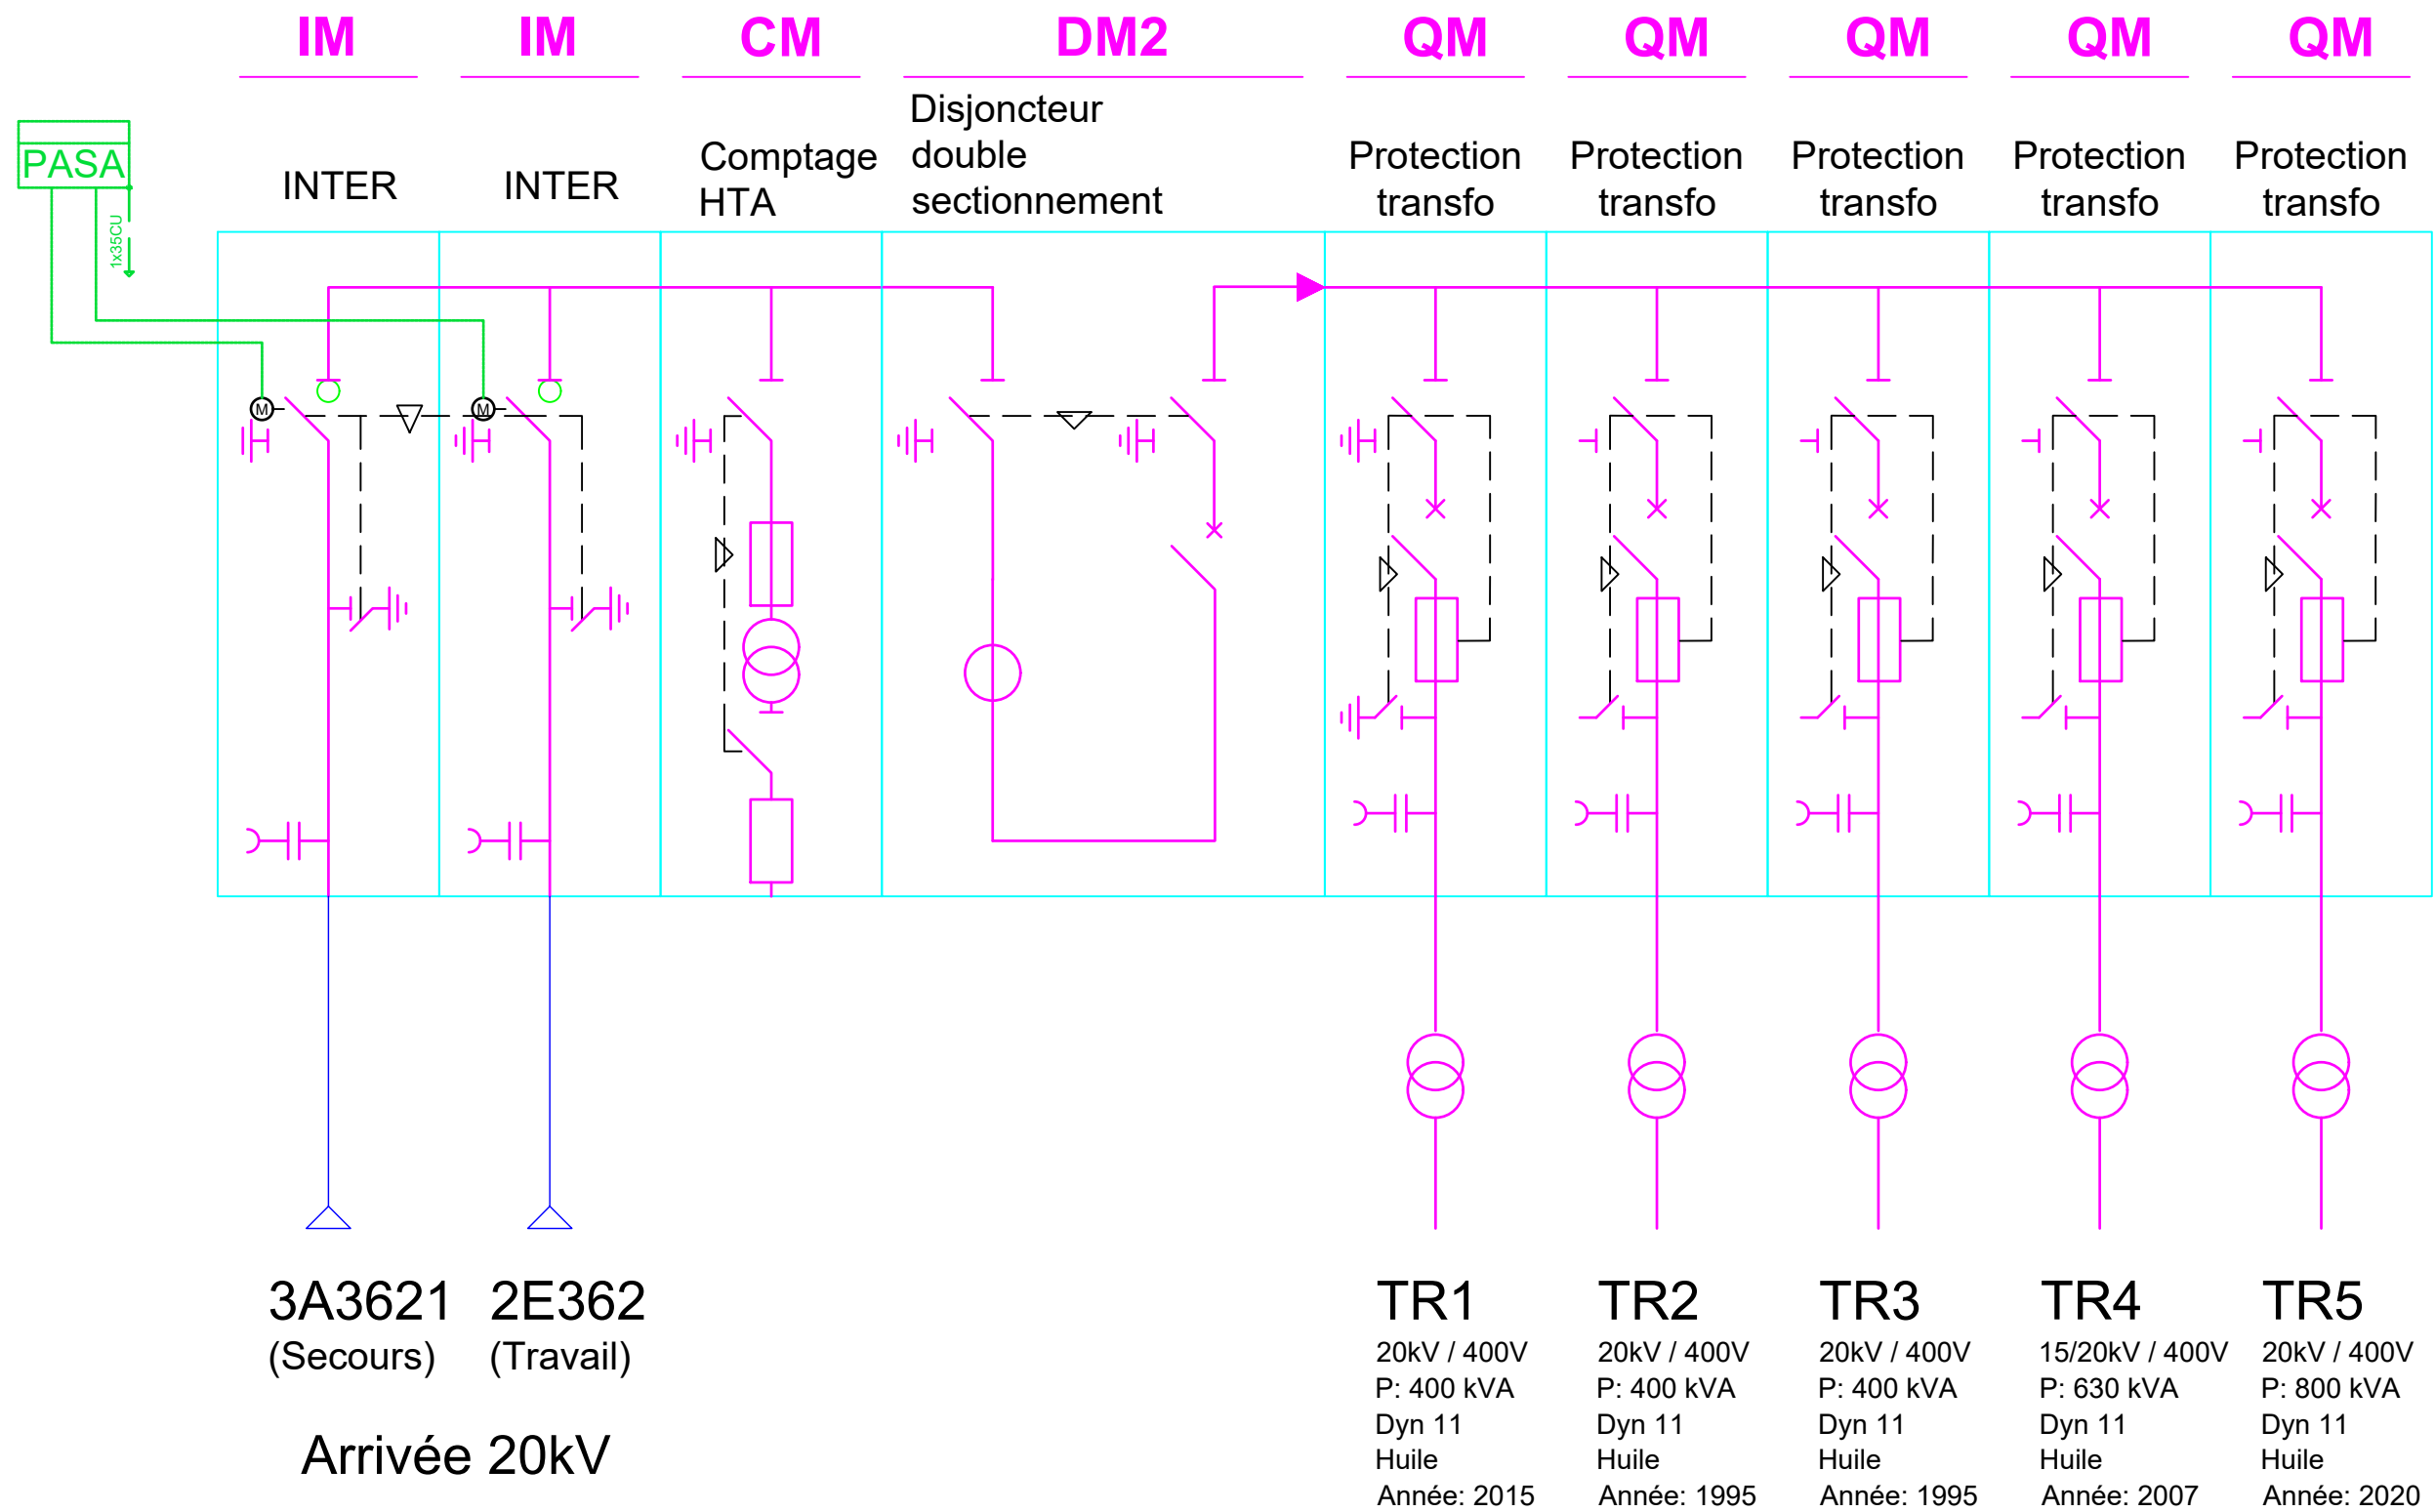 IM
IM
CM
DM2
QM
QM
QM
QM
QM
PASA
1x35CU
INTER
INTER
Comptage
HTA
Disjoncteur
double
sectionnement
Protection
transfo
Protection
transfo
Protection
transfo
Protection
transfo
Protection
transfo
M
M
3A3621
(Secours)
2E362
(Travail)
Arrivée 20kV
TR1
20kV / 400V
P: 400 kVA
Dyn 11
Huile
Année: 2015
TR2
20kV / 400V
P: 400 kVA
Dyn 11
Huile
Année: 1995
TR3
20kV / 400V
P: 400 kVA
Dyn 11
Huile
Année: 1995
TR4
15/20kV / 400V
P: 630 kVA
Dyn 11
Huile
Année: 2007
TR5
20kV / 400V
P: 800 kVA
Dyn 11
Huile
Année: 2020